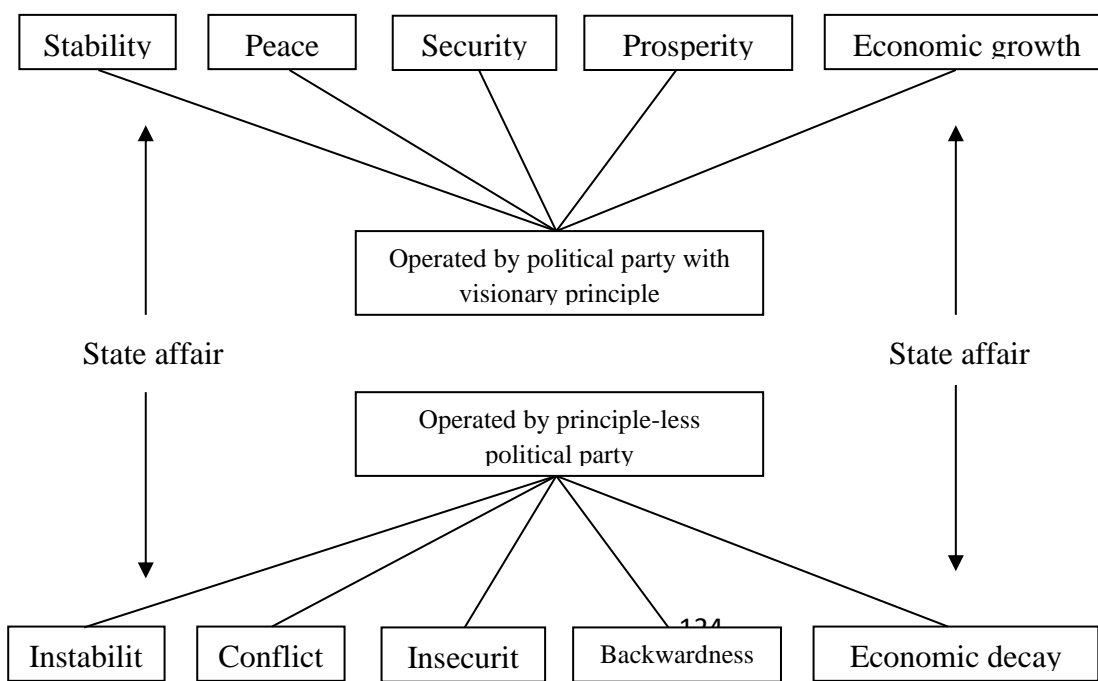 Stability
Peace
Security
Prosperity
Economic growth
Operated by political party with
visionary principle
State affair
State affair
Operated by principle-less
political party
Instabilit
Conflict
Insecurit
Backwardness
Economic decay